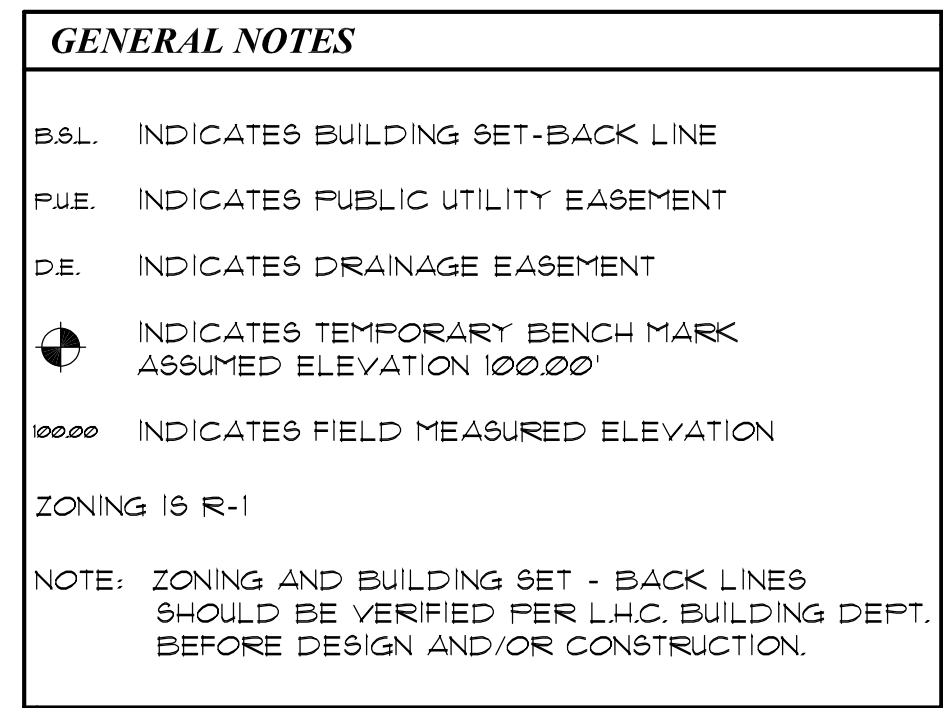 GENERAL NOTES
B.S.L. INDICATES BUILDING SET-BACK LINE
P.U.E. INDICATES PUBLIC UTILITY EASEMENT
D.E. INDICATES DRAINAGE EASEMENT
INDICATES TEMPORARY BENCH MARK
ASSUMED ELEVATION 100.00'
100.00 INDICATES FIELD MEASURED ELEVATION
ZONING IS R-1
NOTE: ZONING AND BUILDING SET - BACK LINES
SHOULD BE VERIFIED PER L.H.C. BUILDING DEPT.
BEFORE DESIGN AND/OR CONSTRUCTION.